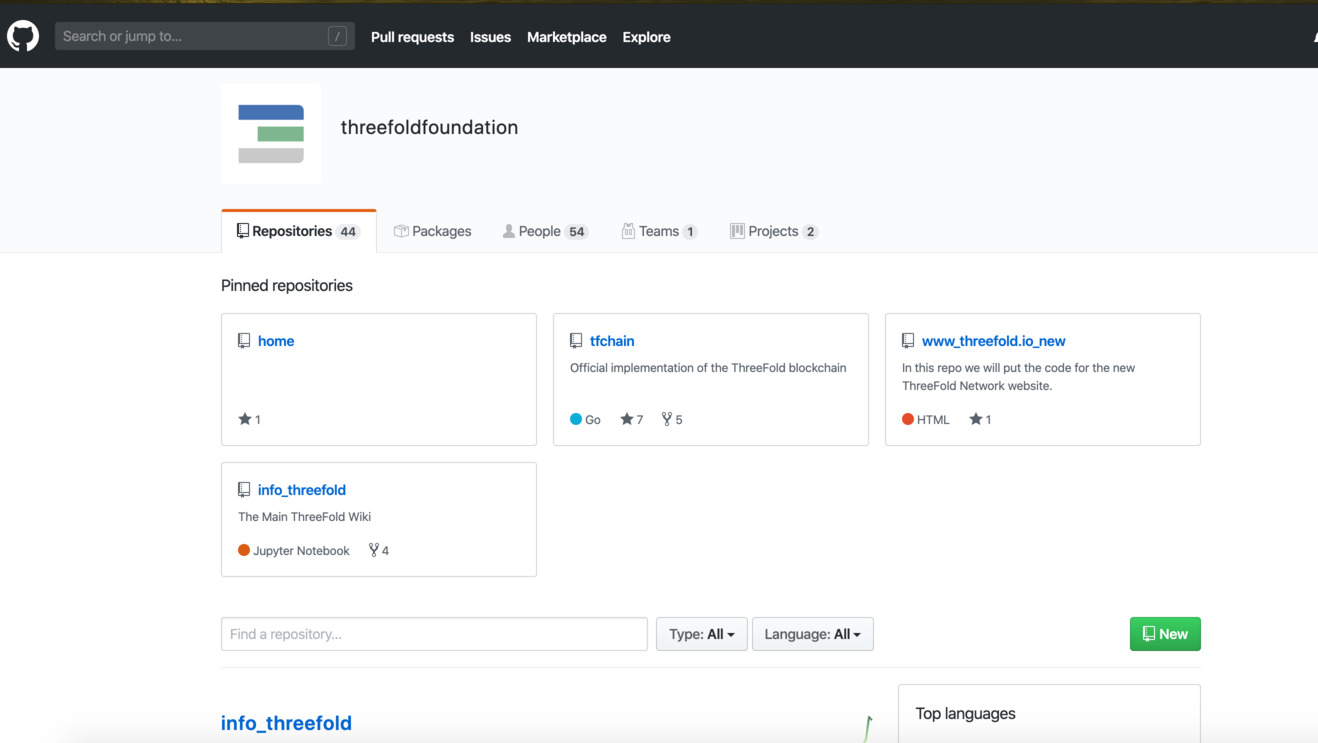 Search or jump to... /
Pull requests Issues Marketplace Explore
threefoldfoundation
Repositories 44 Packages People 54 Teams 1 Projects 2
Pinned repositories
home
1
tfchain
Official implementation of the ThreeFold blockchain
Go 7 5
www_threefold.io_new
In this repo we will put the code for the new
ThreeFold Network website.
HTML 1
info_threefold
The Main ThreeFold Wiki
Jupyter Notebook 4
Find a repository... Type: All Language: All New
info_threefold
Top languages